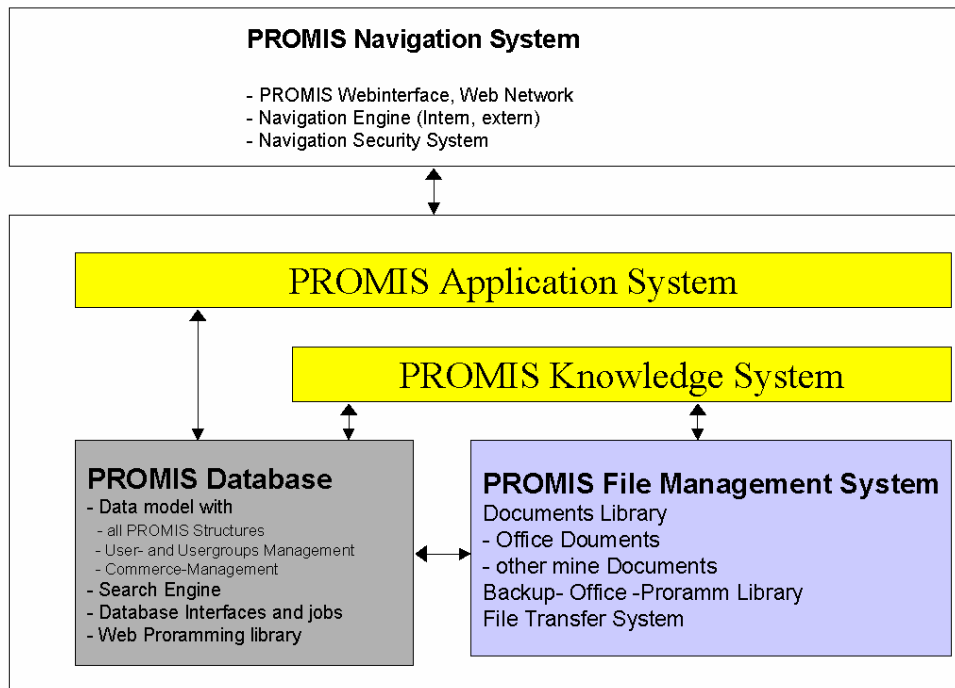 PROMIS Navigation System
- PROMIS Webinterface, Web Network
- Navigation Engine (Intern, extern)
- Navigation Security System
PROMIS Application System
PROMIS Knowledge System
PROMIS Database
- Data model with
- all PROMIS Structures
- User- and Usergroups Management
- Commerce-Management
- Search Engine
- Database Interfaces and jobs
- Web Proramming library
PROMIS File Management System
Documents Library
- Office Douments
- other mine Documents
Backup- Office -Proramm Library
File Transfer System